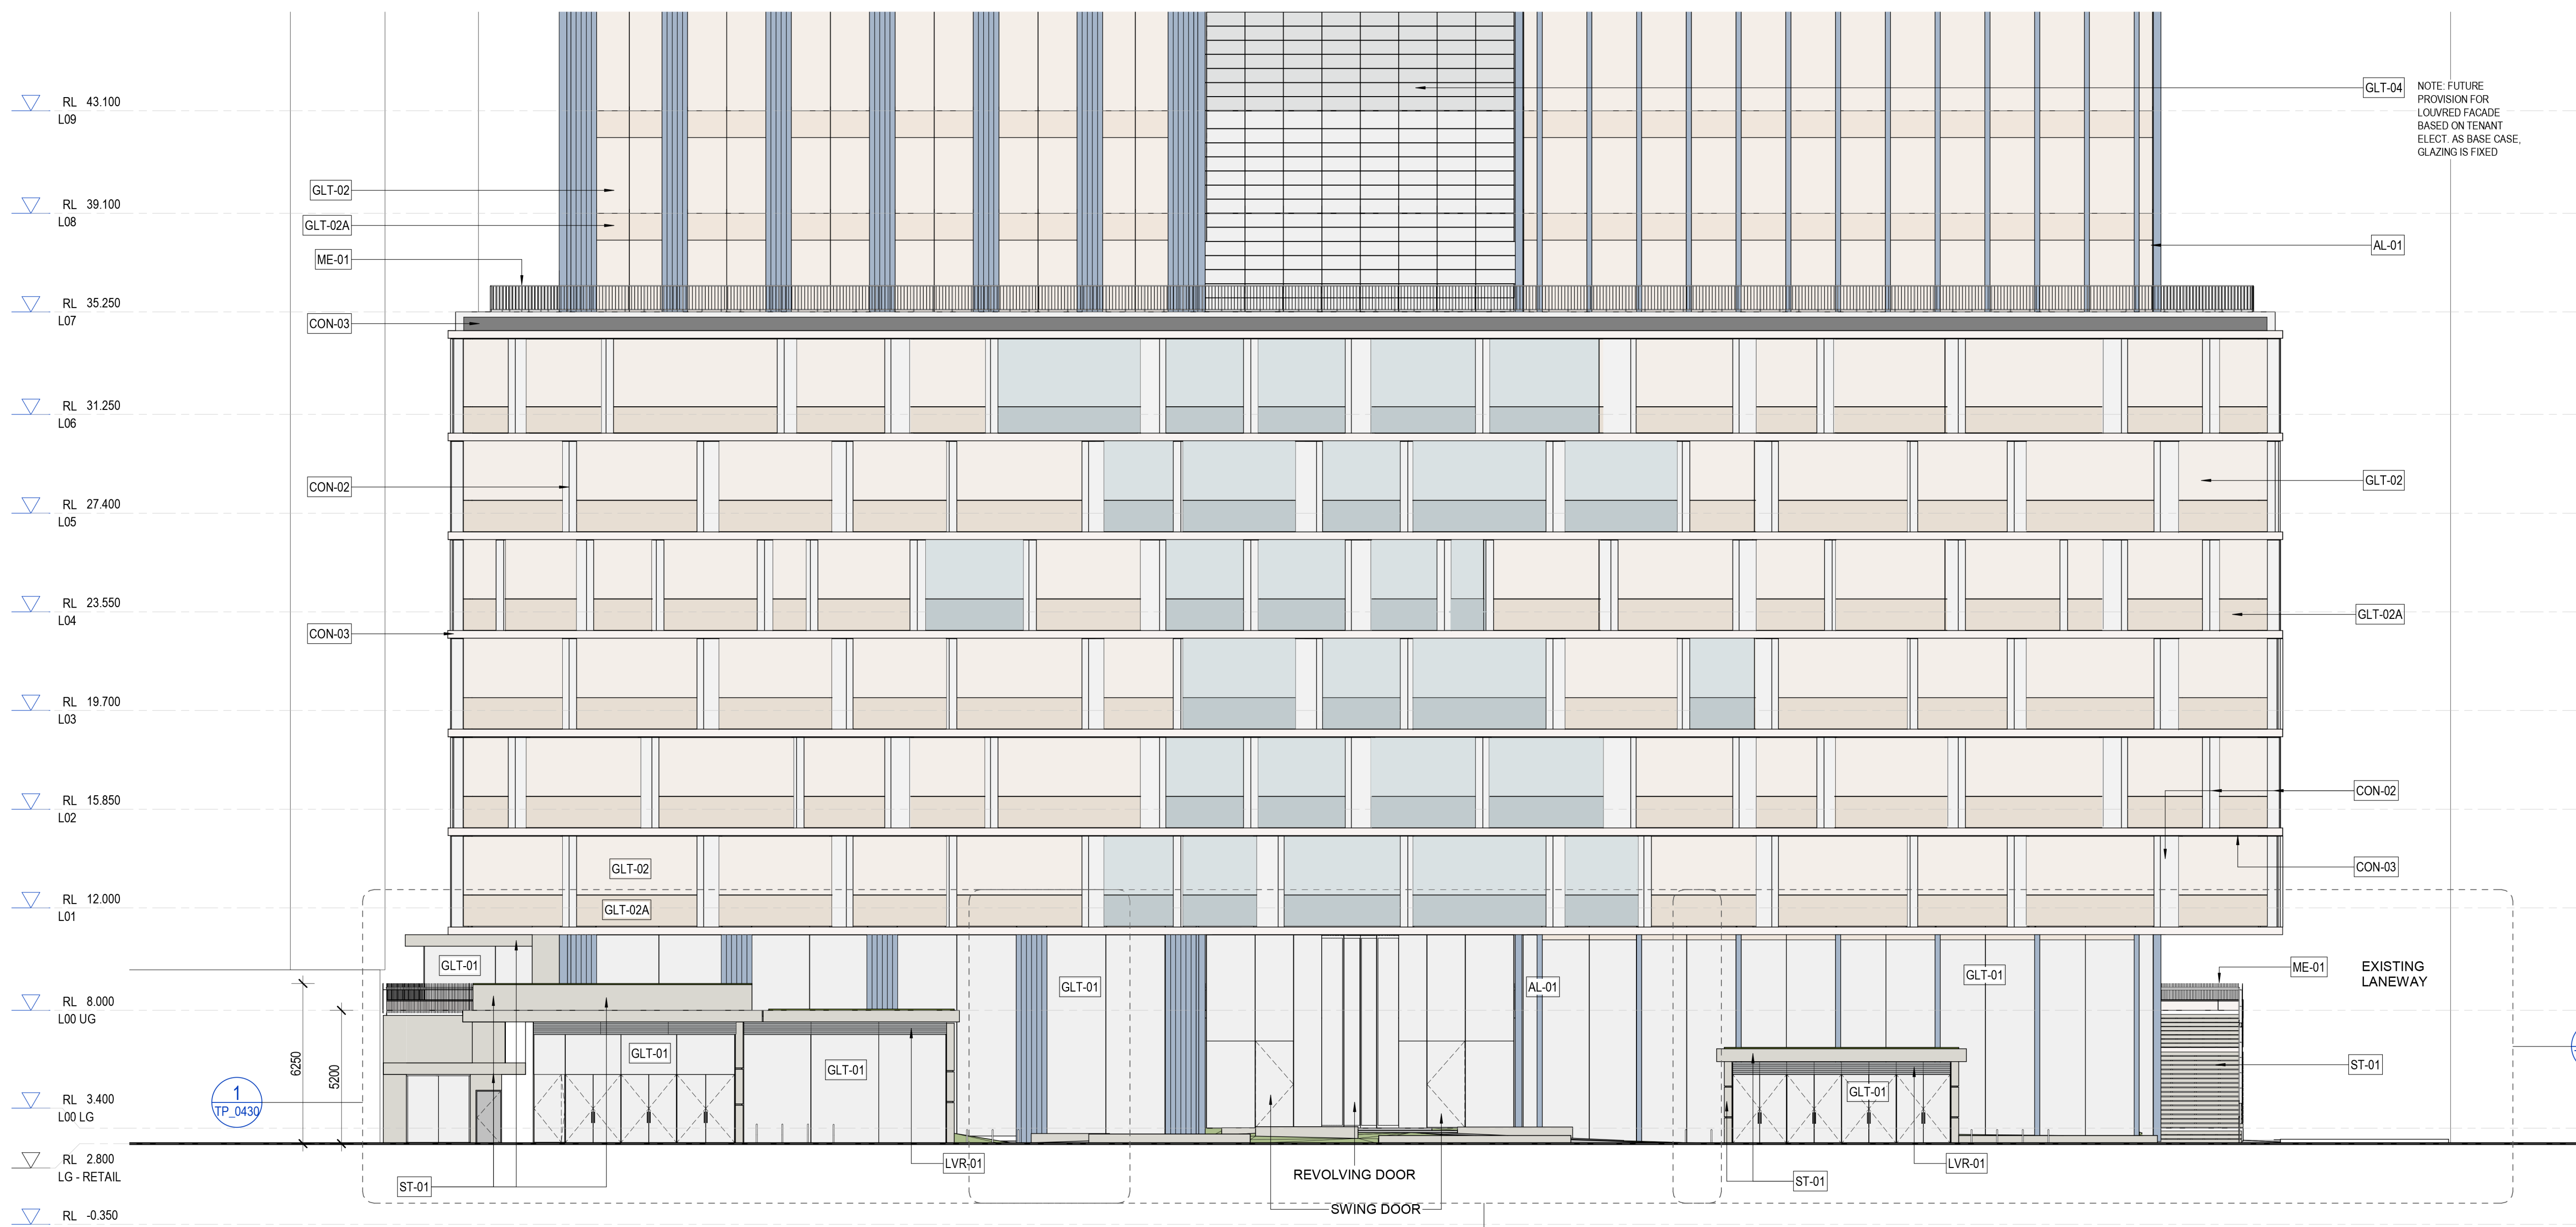 RL 43.100
L09
RL 39.100
L08
RL 35.250
L07
RL 31.250
L06
RL 27.400
L05
RL 23.550
L04
RL 19.700
L03
RL 15.850
L02
RL 12.000
L01
RL 8.000
L00 UG
RL 3.400
L00 LG
RL 2.800
LG - RETAIL
RL -0.350
GLT-02
GLT-02A
ME-01
CON-03
CON-02
CON-03
GLT-04
NOTE: FUTURE
PROVISION FOR
LOUVRED FACADE
BASED ON TENANT
ELECT. AS BASE CASE,
GLAZING IS FIXED
AL-01
GLT-02
GLT-02A
CON-02
CON-03
GLT-02
GLT-02A
GLT-01
GLT-01
GLT-01
GLT-01
AL-01
GLT-01
GLT-01
ME-01
EXISTING
LANEWAY
ST-01
6250
5200
1
TP_0430
ST-01
LVR-01
REVOLVING DOOR
SWING DOOR
ST-01
LVR-01